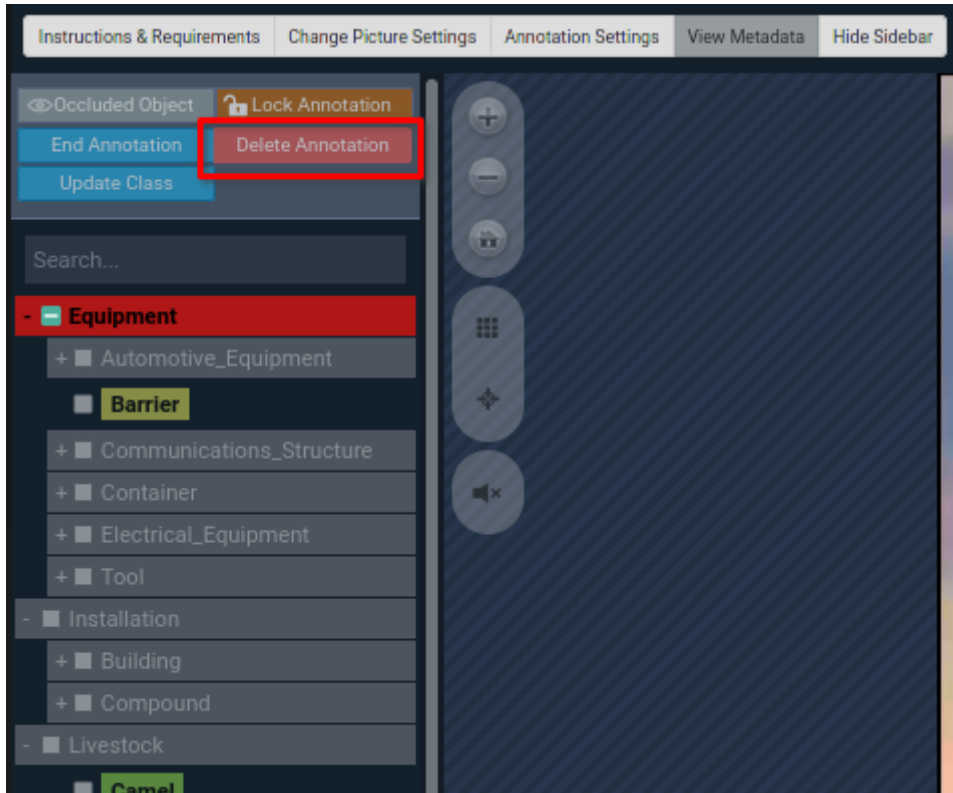 Instructions & Requirements Change Picture Settings Annotation Settings View Metadata Hide Sidebar
Occluded Object Lock Annotation
End Annotation Delete Annotation
Update Class
Search...
- Equipment
+ Automotive_Equipment
Barrier
+ Communications_Structure
+ Container
+ Electrical_Equipment
+ Tool
- Installation
+ Building
+ Compound
- Livestock
Camel